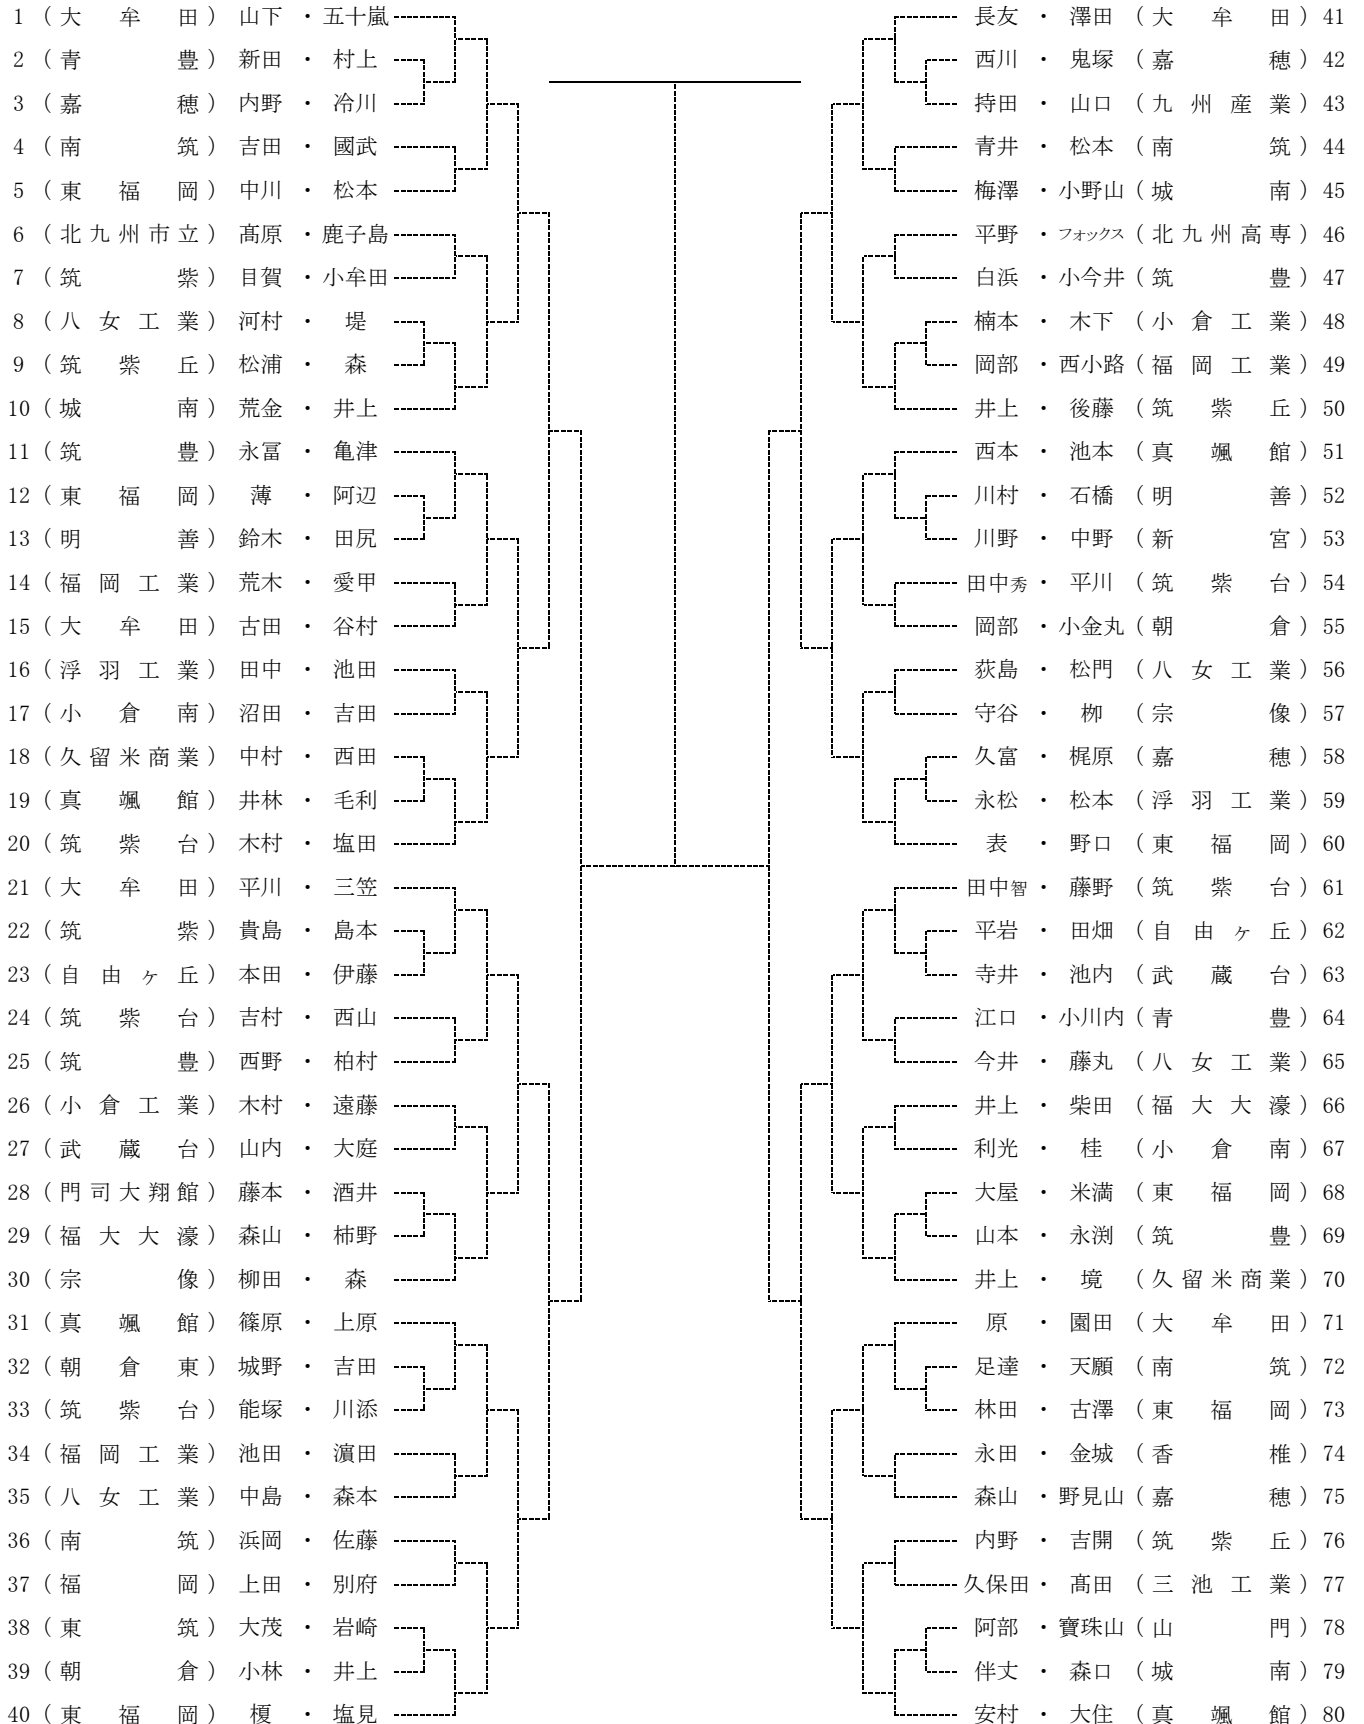 1 （ 大 牟 田 ） 山下 ・ 五十嵐
2 （ 青 豊 ） 新田 ・ 村上
3 （ 嘉 穂 ） 内野 ・ 冷川
4 （ 南 筑 ） 吉田 ・ 國武
5 （ 東 福 岡 ） 中川 ・ 松本
6 （ 北九州市立 ） 髙原 ・ 鹿子島
7 （ 筑 紫 ） 目賀 ・ 小牟田
8 （ 八 女 工 業 ） 河村 ・ 堤
9 （ 筑 紫 丘 ） 松浦 ・ 森
10 （ 城 南 ） 荒金 ・ 井上
11 （ 筑 豊 ） 永冨 ・ 亀津
12 （ 東 福 岡 ） 薄 ・ 阿辺
13 （ 明 善 ） 鈴木 ・ 田尻
14 （ 福 岡 工 業 ） 荒木 ・ 愛甲
15 （ 大 牟 田 ） 古田 ・ 谷村
16 （ 浮 羽 工 業 ） 田中 ・ 池田
17 （ 小 倉 南 ） 沼田 ・ 吉田
18 （ 久留米商業 ） 中村 ・ 西田
19 （ 真 颯 館 ） 井林 ・ 毛利
20 （ 筑 紫 台 ） 木村 ・ 塩田
21 （ 大 牟 田 ） 平川 ・ 三笠
22 （ 筑 紫 ） 貴島 ・ 島本
23 （ 自 由 ヶ 丘 ） 本田 ・ 伊藤
24 （ 筑 紫 台 ） 吉村 ・ 西山
25 （ 筑 豊 ） 西野 ・ 柏村
26 （ 小 倉 工 業 ） 木村 ・ 遠藤
27 （ 武 蔵 台 ） 山内 ・ 大庭
28 （ 門司大翔館 ） 藤本 ・ 酒井
29 （ 福 大 大 濠 ） 森山 ・ 柿野
30 （ 宗 像 ） 柳田 ・ 森
31 （ 真 颯 館 ） 篠原 ・ 上原
32 （ 朝 倉 東 ） 城野 ・ 吉田
33 （ 筑 紫 台 ） 能塚 ・ 川添
34 （ 福 岡 工 業 ） 池田 ・ 濵田
35 （ 八 女 工 業 ） 中島 ・ 森本
36 （ 南 筑 ） 浜岡 ・ 佐藤
37 （ 福 岡 ） 上田 ・ 別府
38 （ 東 筑 ） 大茂 ・ 岩崎
39 （ 朝 倉 ） 小林 ・ 井上
40 （ 東 福 岡 ） 榎 ・ 塩見
長友 ・ 澤田 （ 大 牟 田 ） 41
西川 ・ 鬼塚 （ 嘉 穂 ） 42
持田 ・ 山口 （ 九 州 産 業 ） 43
青井 ・ 松本 （ 南 筑 ） 44
梅澤 ・ 小野山 （ 城 南 ） 45
平野 ・ フォックス （ 北九州高専 ） 46
白浜 ・ 小今井 （ 筑 豊 ） 47
楠本 ・ 木下 （ 小 倉 工 業 ） 48
岡部 ・ 西小路 （ 福 岡 工 業 ） 49
井上 ・ 後藤 （ 筑 紫 丘 ） 50
西本 ・ 池本 （ 真 颯 館 ） 51
川村 ・ 石橋 （ 明 善 ） 52
川野 ・ 中野 （ 新 宮 ） 53
田中秀 ・ 平川 （ 筑 紫 台 ） 54
岡部 ・ 小金丸 （ 朝 倉 ） 55
荻島 ・ 松門 （ 八 女 工 業 ） 56
守谷 ・ 栁 （ 宗 像 ） 57
久富 ・ 梶原 （ 嘉 穂 ） 58
永松 ・ 松本 （ 浮 羽 工 業 ） 59
表 ・ 野口 （ 東 福 岡 ） 60
田中智 ・ 藤野 （ 筑 紫 台 ） 61
平岩 ・ 田畑 （ 自 由 ヶ 丘 ） 62
寺井 ・ 池内 （ 武 蔵 台 ） 63
江口 ・ 小川内 （ 青 豊 ） 64
今井 ・ 藤丸 （ 八 女 工 業 ） 65
井上 ・ 柴田 （ 福 大 大 濠 ） 66
利光 ・ 桂 （ 小 倉 南 ） 67
大屋 ・ 米満 （ 東 福 岡 ） 68
山本 ・ 永渕 （ 筑 豊 ） 69
井上 ・ 境 （ 久留米商業 ） 70
原 ・ 園田 （ 大 牟 田 ） 71
足達 ・ 天願 （ 南 筑 ） 72
林田 ・ 古澤 （ 東 福 岡 ） 73
永田 ・ 金城 （ 香 椎 ） 74
森山 ・ 野見山 （ 嘉 穂 ） 75
内野 ・ 吉開 （ 筑 紫 丘 ） 76
久保田 ・ 髙田 （ 三 池 工 業 ） 77
阿部 ・ 寶珠山 （ 山 門 ） 78
伴丈 ・ 森口 （ 城 南 ） 79
安村 ・ 大住 （ 真 颯 館 ） 80